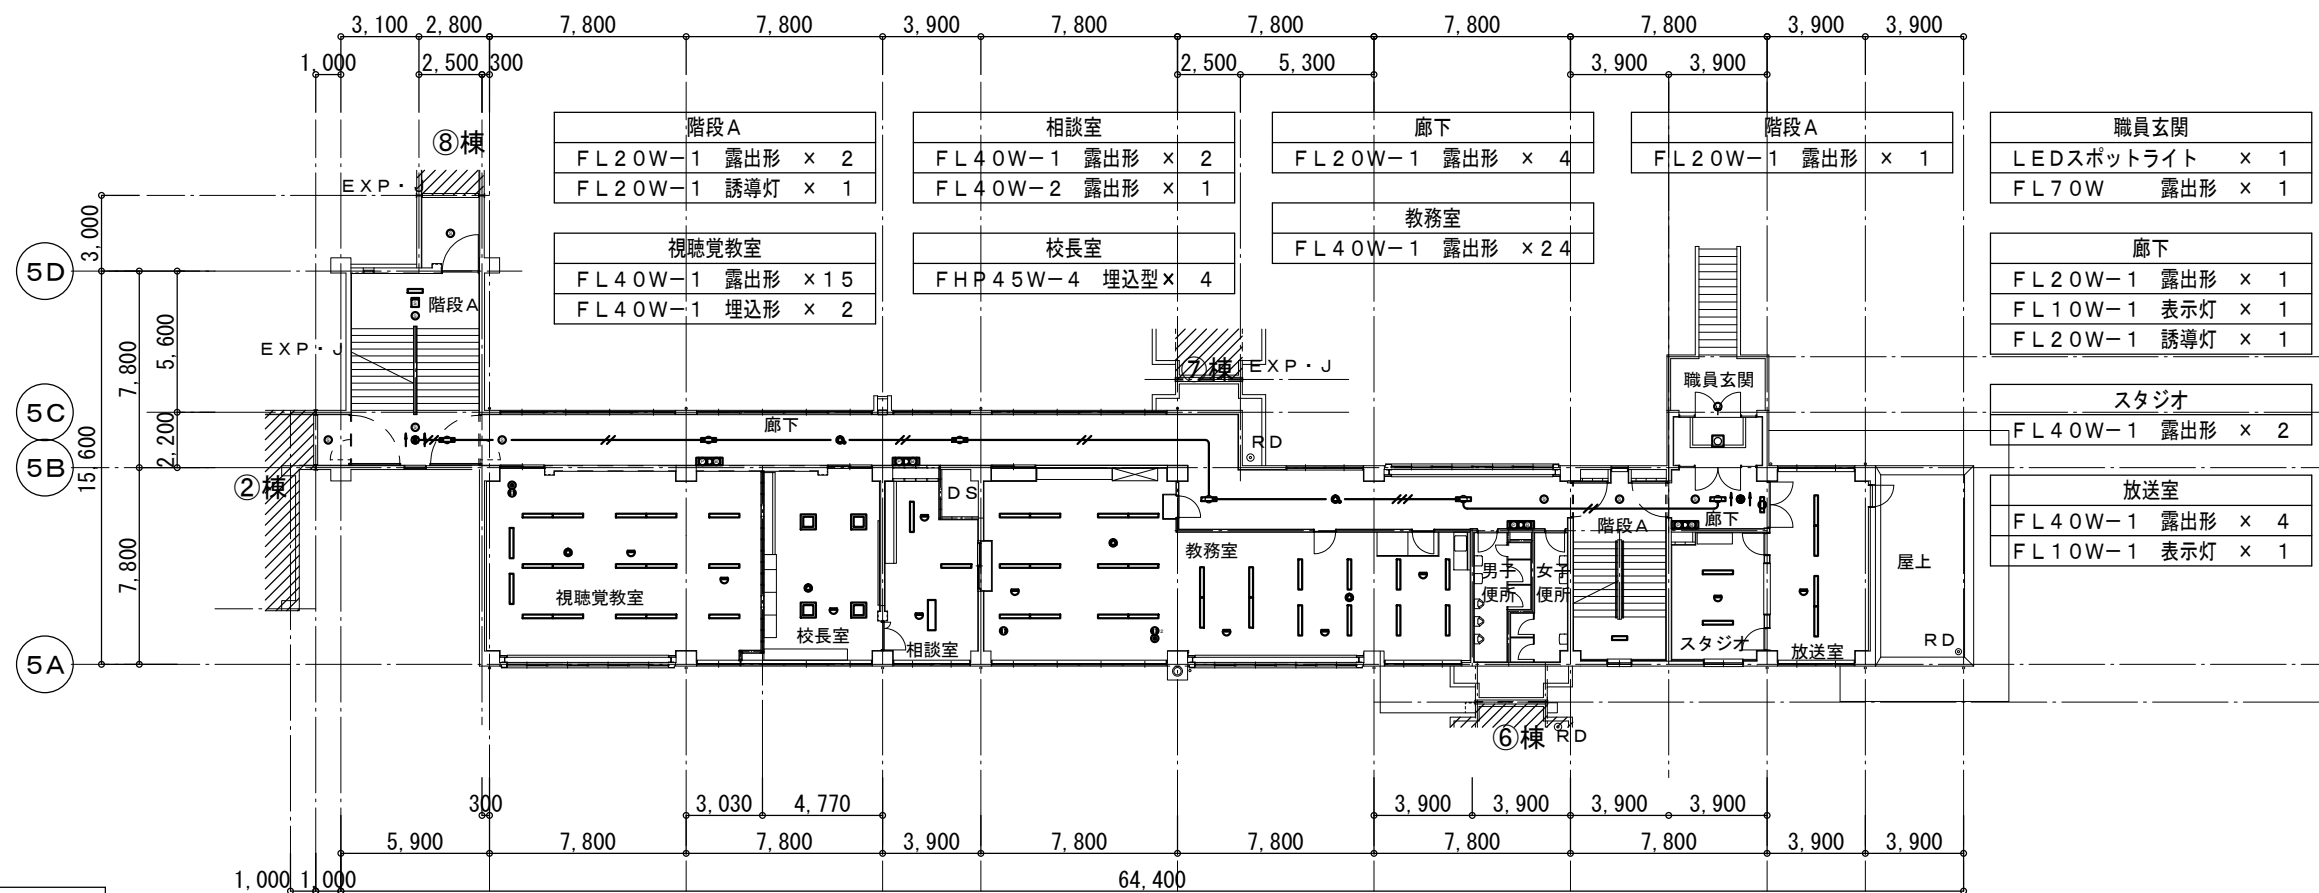 3,100 2,800 7,800 7,800 3,900 7,800 7,800 7,800 7,800 3,900 3,900
1,000 2,500 300 2,500 5,300 3,900 3,900
階段A
FL20W-1 露出形 × 2
FL20W-1 誘導灯 × 1
相談室
FL40W-1 露出形 × 2
FL40W-2 露出形 × 1
廊下
FL20W-1 露出形 × 4
階段A
FL20W-1 露出形 × 1
職員玄関
LEDスポットライト × 1
FL70W 露出形 × 1
視聴覚教室
FL40W-1 露出形 ×15
FL40W-1 埋込形 × 2
校長室
FHP45W-4 埋込型× 4
教務室
FL40W-1 露出形 ×24
廊下
FL20W-1 露出形 × 1
FL10W-1 表示灯 × 1
FL20W-1 誘導灯 × 1
スタジオ
FL40W-1 露出形 × 2
放送室
FL40W-1 露出形 × 4
FL10W-1 表示灯 × 1
⑧棟
EXP・J
3,000
5D
階段A
EXP・J
5,600
7,800
⑦棟
EXP・J
職員玄関
5C
廊下
2,200
15,600
RD
5B
②棟
DS
階段A
廊下
7,800
教務室
男子
便所
女子
便所
屋上
視聴覚教室
校長室
相談室
スタジオ
放送室
RD
5A
⑥棟
RD
300 3,030 4,770 3,900 3,900 3,900 3,900
5,900 7,800 7,800 3,900 7,800 7,800 7,800 7,800 3,900 3,900
1,000 1,000 64,400